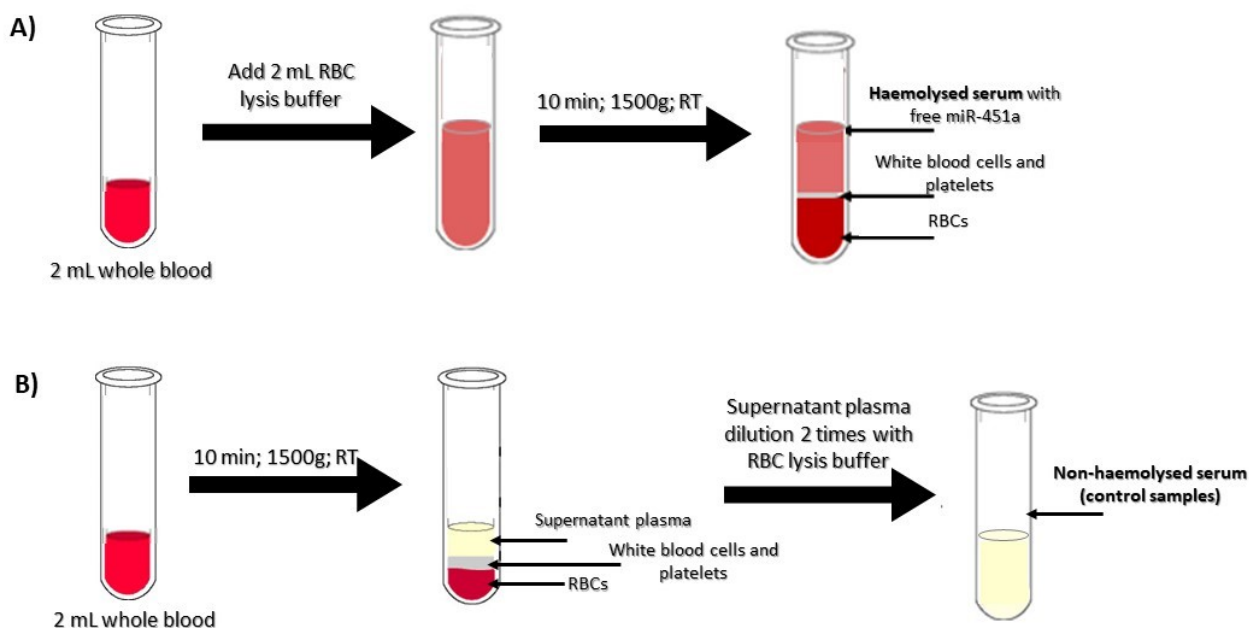 A)
Add 2 mL RBC
lysis buffer
10 min; 1500g; RT
Haemolysed serum with
free miR-451a
White blood cells and
platelets
RBCs
2 mL whole blood
B)
10 min; 1500g; RT
Supernatant plasma
dilution 2 times with
RBC lysis buffer
Non-haemolysed serum
(control samples)
Supernatant plasma
White blood cells and
platelets
RBCs
2 mL whole blood